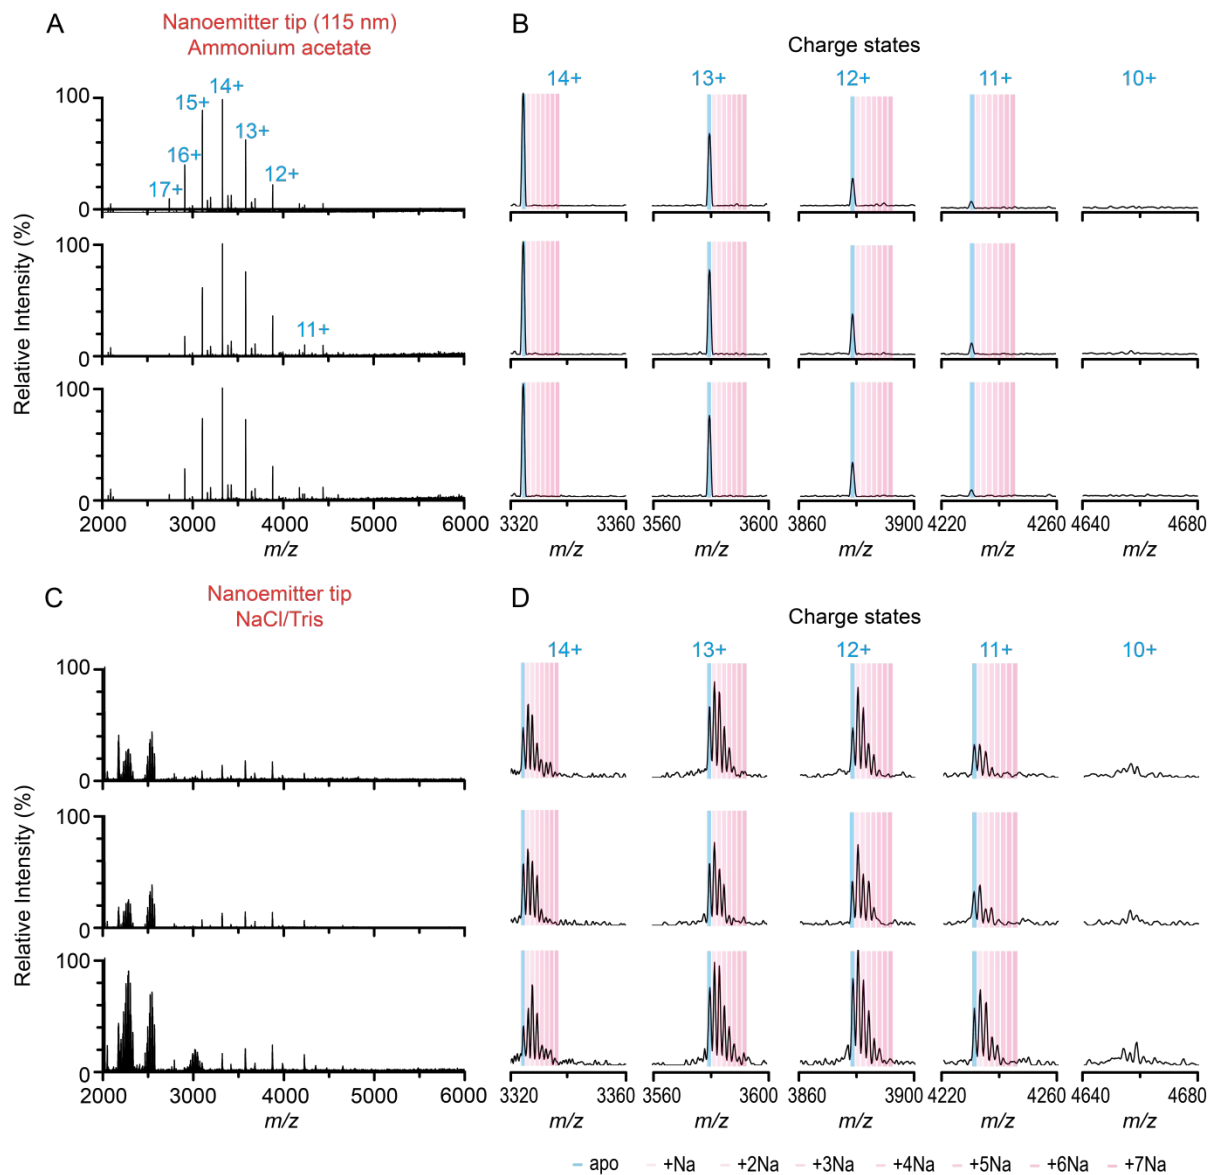 A
Nanoemitter tip (115 nm)
Ammonium acetate
B
Charge states
14+ 13+ 12+ 11+ 10+
Relative Intensity (%)
100
0
17+ 16+ 15+ 14+ 13+ 12+
100
0
11+
100
0
2000 3000 4000 5000 6000
m/z
3320 3360 3560 3600 3860 3900 4220 4260 4640 4680
m/z m/z m/z m/z m/z
C
Nanoemitter tip
NaCl/Tris
D
Charge states
14+ 13+ 12+ 11+ 10+
Relative Intensity (%)
100
0
100
0
100
0
2000 3000 4000 5000 6000
m/z
3320 3360 3560 3600 3860 3900 4220 4260 4640 4680
m/z m/z m/z m/z m/z
apo +Na +2Na +3Na +4Na +5Na +6Na +7Na